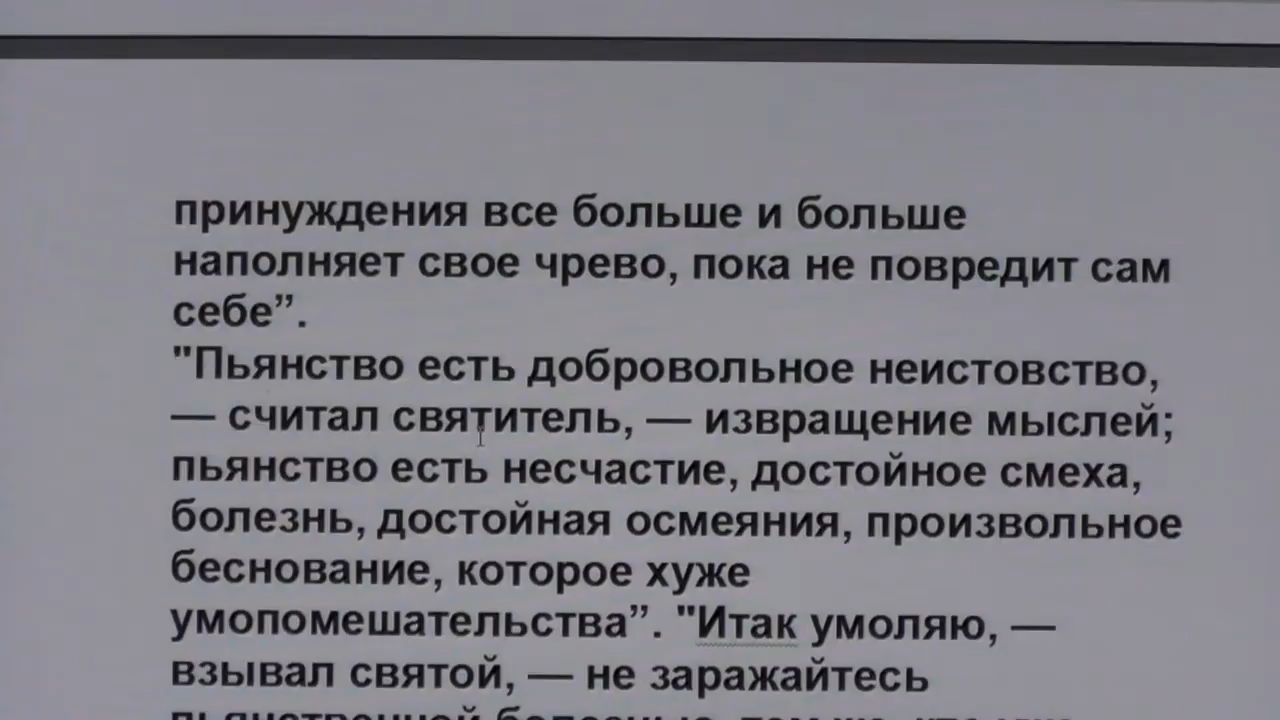 принуждения все больше и больше
наполняет свое чрево, пока не повредит сам
себе”.
"Пьянство есть добровольное неистовство,
— считал святитель, — извращение мыслей;
пьянство есть несчастие, достойное смеха,
болезнь, достойная осмеяния, произвольное
беснование, которое хуже
умопомешательства”. "Итак умоляю, —
взывал святой, — не заражайтесь